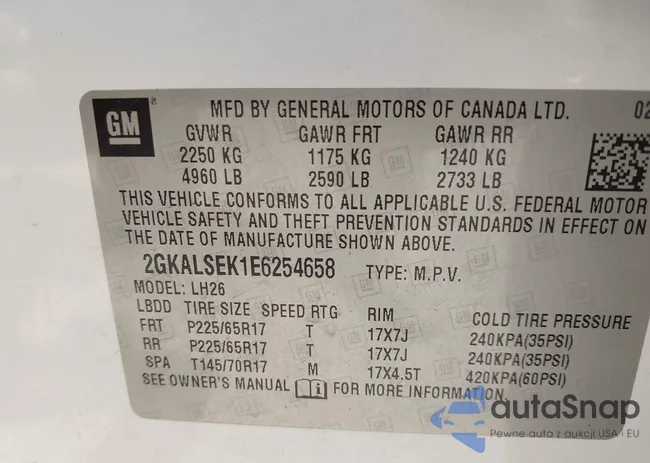 GM
MFD BY GENERAL MOTORS OF CANADA LTD. 02
GVWR GAWR FRT GAWR RR
2250 KG 1175 KG 1240 KG
4960 LB 2590 LB 2733 LB
THIS VEHICLE CONFORMS TO ALL APPLICABLE U.S. FEDERAL MOTOR
VEHICLE SAFETY AND THEFT PREVENTION STANDARDS IN EFFECT ON
THE DATE OF MANUFACTURE SHOWN ABOVE.
2GKALSEK1E6254658 TYPE: M.P.V.
MODEL: LH26
LBDD TIRE SIZE SPEED RTG RIM COLD TIRE PRESSURE
FRT P225/65R17 T 17X7J 240KPA(35PSI)
RR P225/65R17 T 17X7J 240KPA(35PSI)
SPA T145/70R17 M 17X4.5T 420KPA(60PSI)
SEE OWNER'S MANUAL FOR MORE INFORMATION.
autaSnap
Pewne auta z aukcji USA i EU